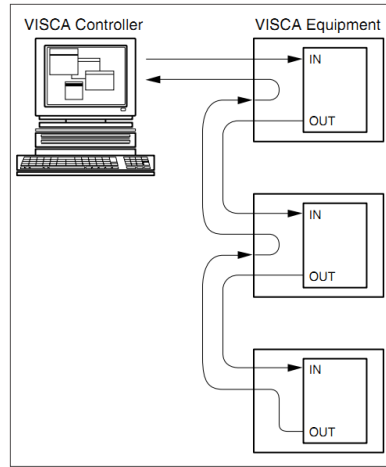 VISCA Controller
VISCA Equipment
IN
OUT
IN
OUT
IN
OUT